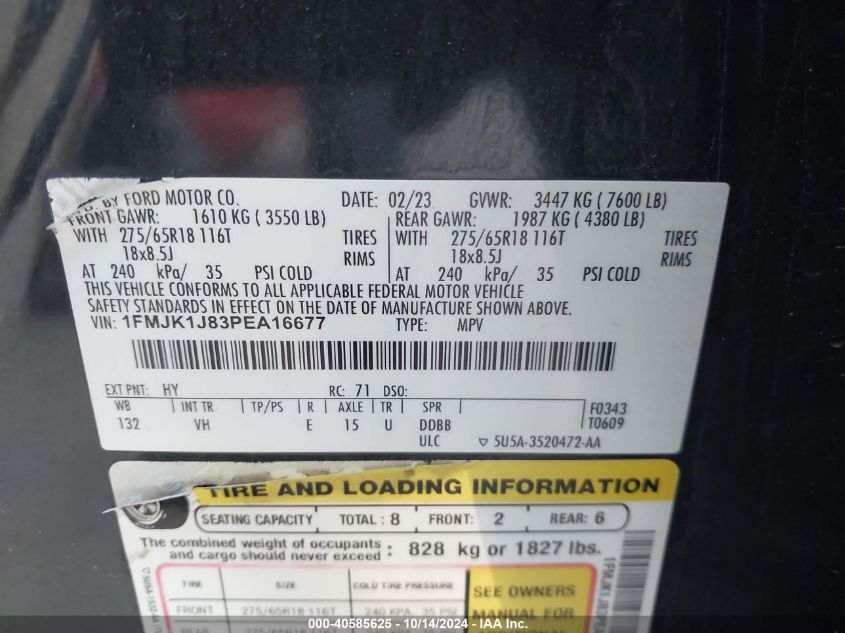 BY FORD MOTOR CO. DATE: 02/23 GVWR: 3447 KG (7600 LB)
FRONT GAWR: 1610 KG (3550 LB) REAR GAWR: 1987 KG (4380 LB)
WITH 275/65R18 116T TIRES WITH 275/65R18 116T TIRES
18x8.5J RIMS 18x8.5J RIMS
AT 240 kPa/ 35 PSI COLD AT 240 kPa/ 35 PSI COLD
THIS VEHICLE CONFORMS TO ALL APPLICABLE FEDERAL MOTOR VEHICLE
SAFETY STANDARDS IN EFFECT ON THE DATE OF MANUFACTURE SHOWN ABOVE.
VIN: 1FMJK1J83PEA16677 TYPE: MPV
EXT PNT: HY RC: 71 DSO:
WB INT TR TP/PS R AXLE TR SPR F0343
132 VH E 15 U DDBB T0609
ULC 5U5A-3520472-AA
TIRE AND LOADING INFORMATION
SEATING CAPACITY TOTAL : 8 FRONT: 2 REAR: 6
The combined weight of occupants and cargo should never exceed : 828 kg or 1827 lbs.
TIRE SIZE COLD TIRE PRESSURE SEE OWNERS
FRONT 275/65R18 116T 240 KPA, 35 PSI MANUAL FOR
000-40585625 - 10/14/2024 - IAA Inc.